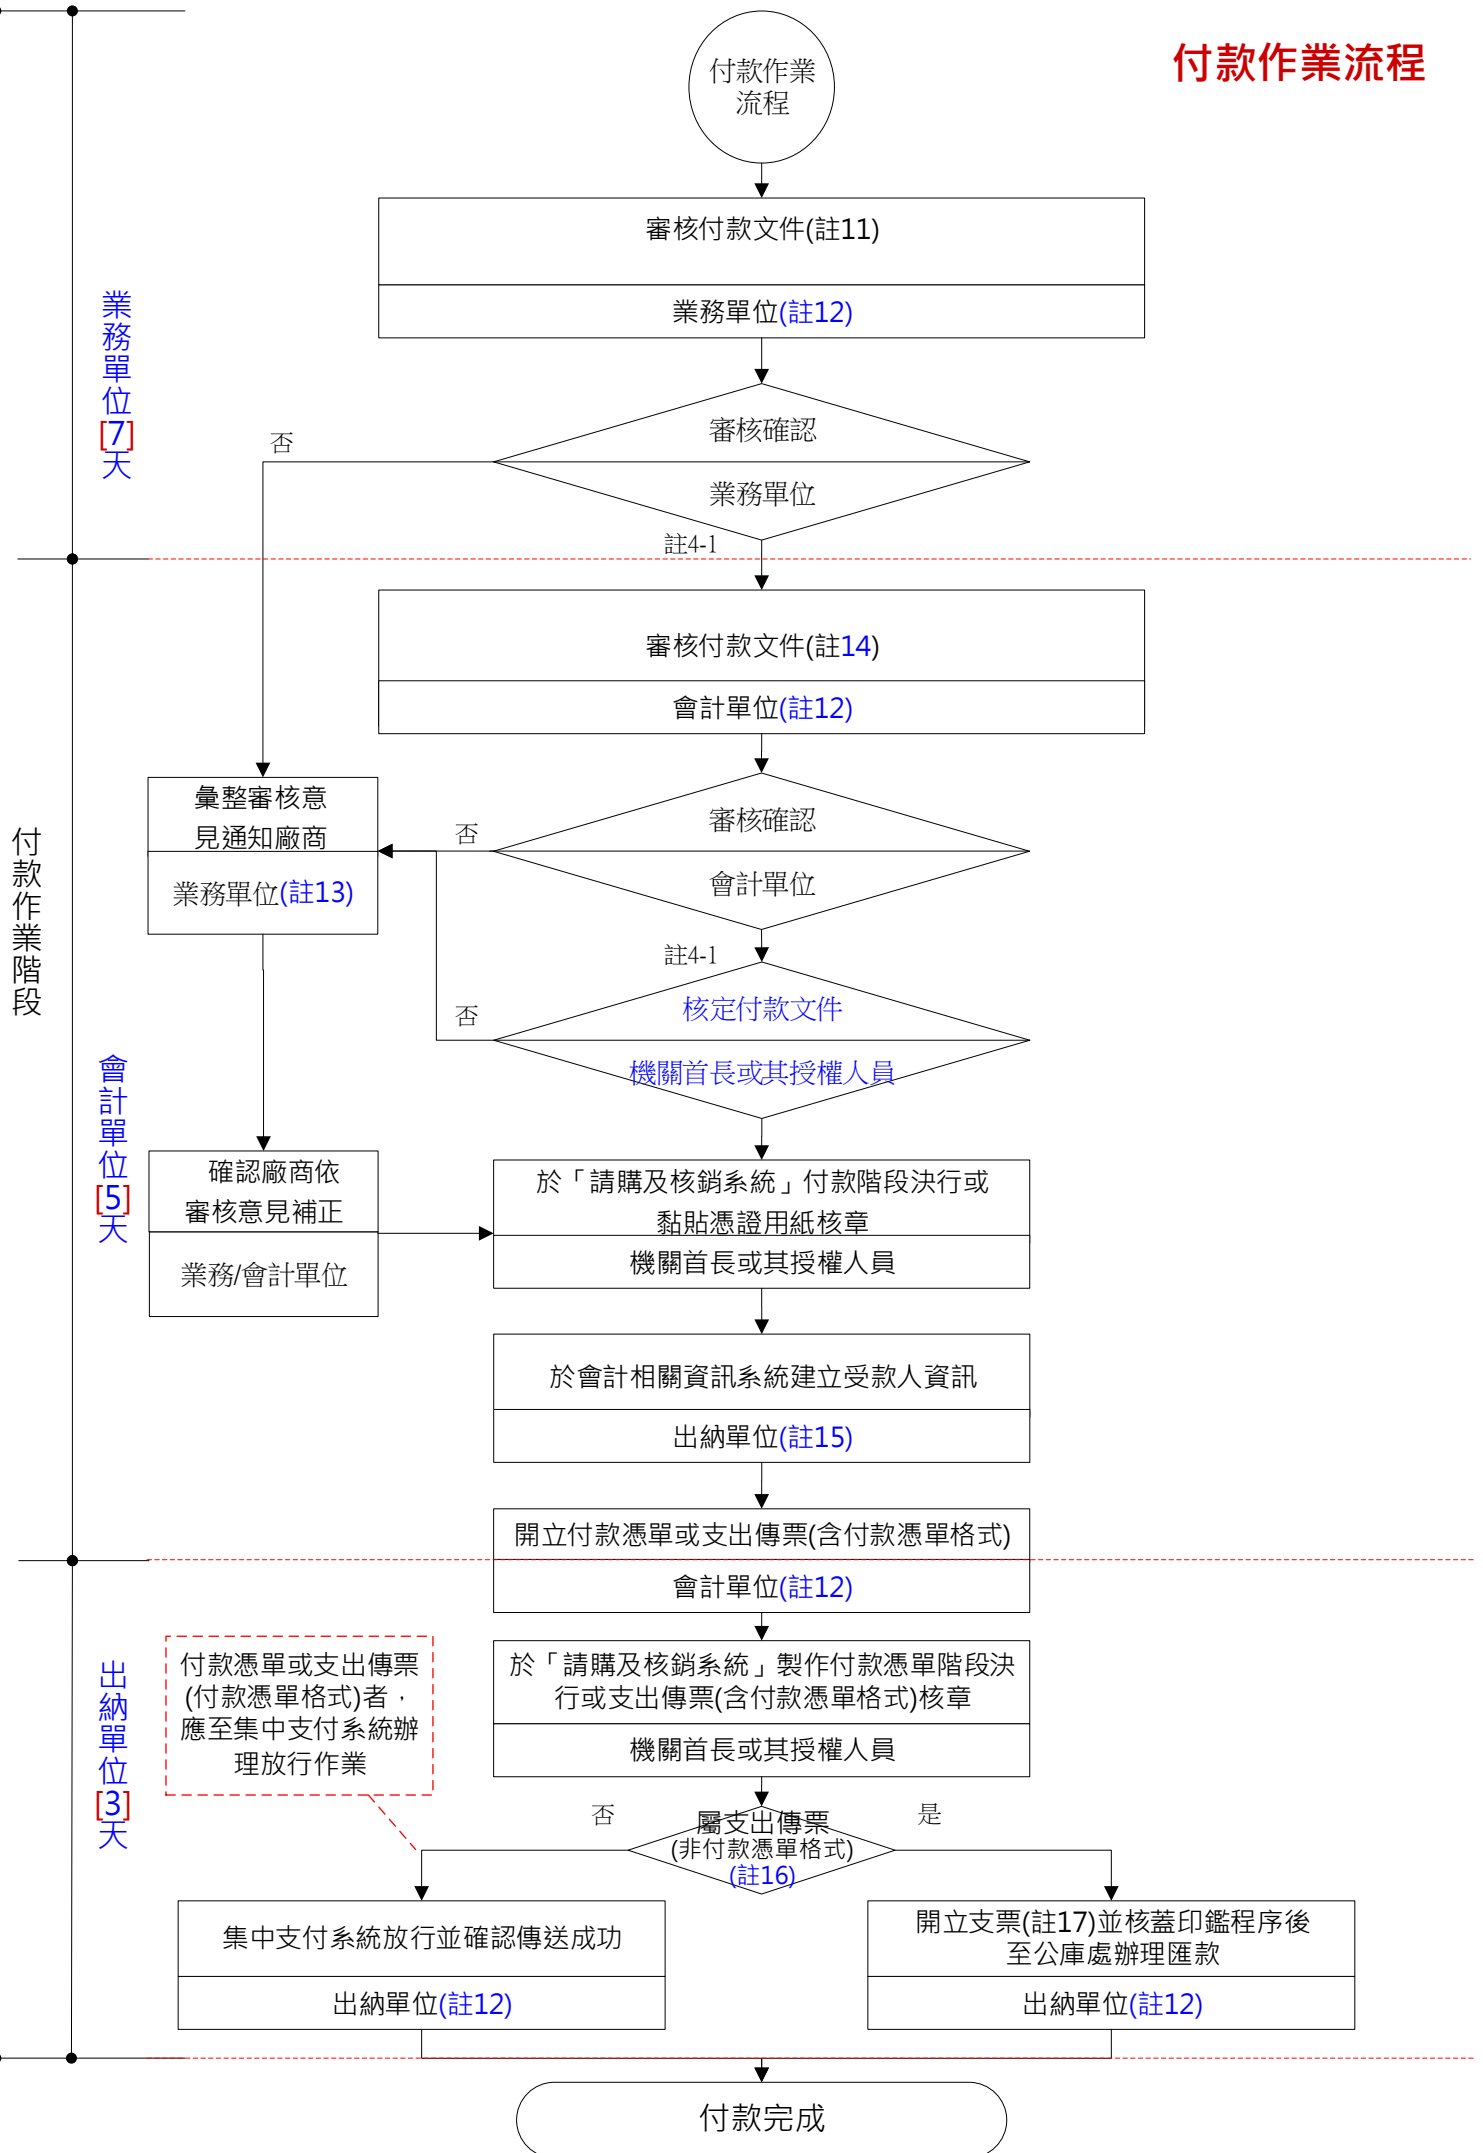 付款作業流程
付款作業
流程
審核付款文件(註11)
業務單位(註12)
業務單位[7]天
審核確認
業務單位
否
註4-1
審核付款文件(註14)
會計單位(註12)
彙整審核意
見通知廠商
業務單位(註13)
審核確認
會計單位
否
註4-1
付款作業階段
核定付款文件
機關首長或其授權人員
否
會計單位[5]天
確認廠商依
審核意見補正
業務/會計單位
於「請購及核銷系統」付款階段決行或
黏貼憑證用紙核章
機關首長或其授權人員
於會計相關資訊系統建立受款人資訊
出納單位(註15)
開立付款憑單或支出傳票(含付款憑單格式)
會計單位(註12)
出納單位[3]天
付款憑單或支出傳票
(付款憑單格式)者，
應至集中支付系統辦
理放行作業
於「請購及核銷系統」製作付款憑單階段決
行或支出傳票(含付款憑單格式)核章
機關首長或其授權人員
否
屬支出傳票
(非付款憑單格式)
(註16)
是
集中支付系統放行並確認傳送成功
出納單位(註12)
開立支票(註17)並核蓋印鑑程序後
至公庫處辦理匯款
出納單位(註12)
付款完成